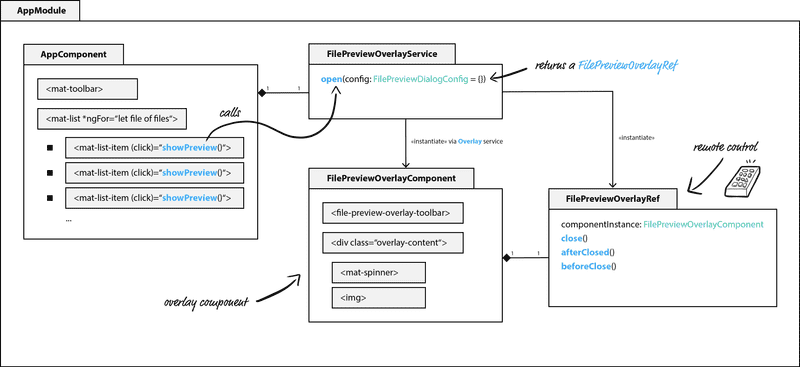 AppModule
AppComponent
<mat-toolbar>
<mat-list *ngFor="let file of files">
<mat-list-item (click)="showPreview()">
<mat-list-item (click)="showPreview()">
<mat-list-item (click)="showPreview()">
...
calls
1
1
FilePreviewOverlayService
open(config: FilePreviewDialogConfig = {})
returns a FilePreviewOverlayRef
«instantiate» via Overlay service
«instantiate»
remote control
FilePreviewOverlayComponent
<file-preview-overlay-toolbar>
<div class="overlay-content">
<mat-spinner>
<img>
overlay component
1
1
FilePreviewOverlayRef
componentInstance: FilePreviewOverlayComponent
close()
afterClosed()
beforeClose()